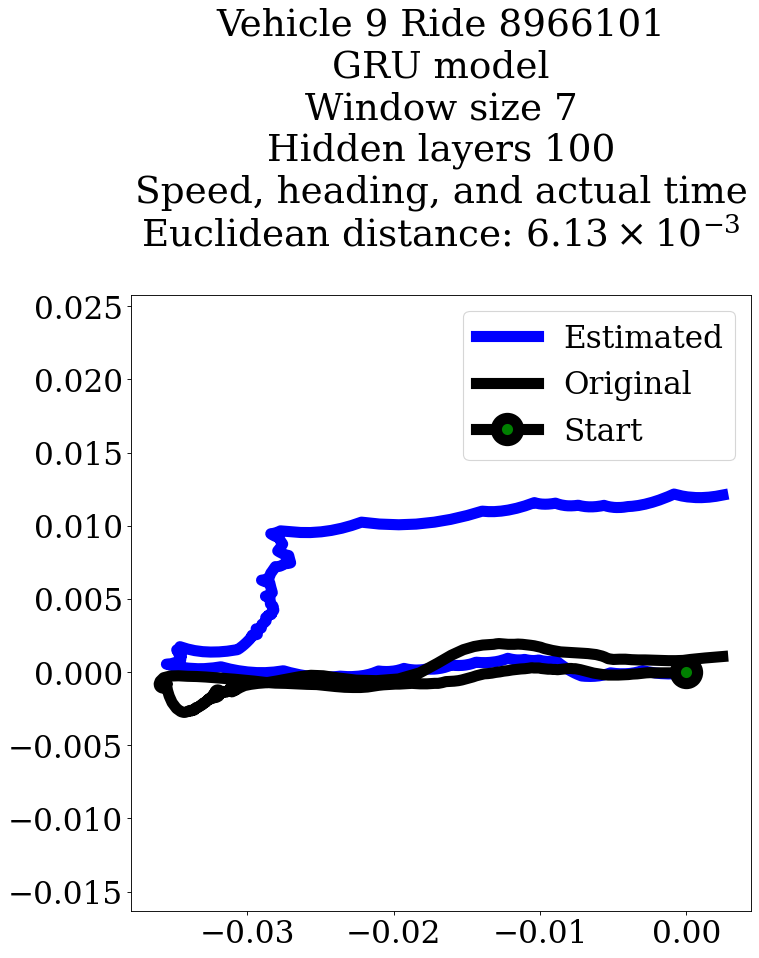 Vehicle 9 Ride 8966101
GRU model
Window size 7
Hidden layers 100
Speed, heading, and actual time
Euclidean distance: 6.13 × 10⁻³
Estimated
Original
Start
0.025
0.020
0.015
0.010
0.005
0.000
−0.005
−0.010
−0.015
−0.03 −0.02 −0.01 0.00